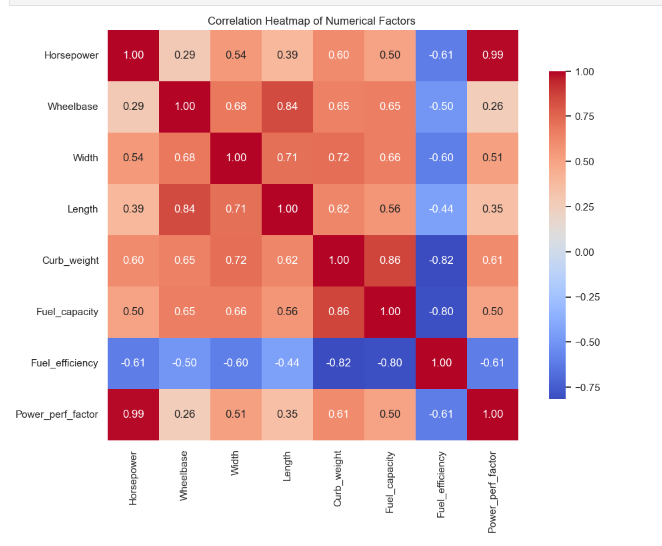 Correlation Heatmap of Numerical Factors
Horsepower 1.00 0.29 0.54 0.39 0.60 0.50 -0.61 0.99
Wheelbase 0.29 1.00 0.68 0.84 0.65 0.65 -0.50 0.26
Width 0.54 0.68 1.00 0.71 0.72 0.66 -0.60 0.51
Length 0.39 0.84 0.71 1.00 0.62 0.56 -0.44 0.35
Curb_weight 0.60 0.65 0.72 0.62 1.00 0.86 -0.82 0.61
Fuel_capacity 0.50 0.65 0.66 0.56 0.86 1.00 -0.80 0.50
Fuel_efficiency -0.61 -0.50 -0.60 -0.44 -0.82 -0.80 1.00 -0.61
Power_perf_factor 0.99 0.26 0.51 0.35 0.61 0.50 -0.61 1.00
Horsepower
Wheelbase
Width
Length
Curb_weight
Fuel_capacity
Fuel_efficiency
Power_perf_factor
1.00
0.75
0.50
0.25
0.00
-0.25
-0.50
-0.75